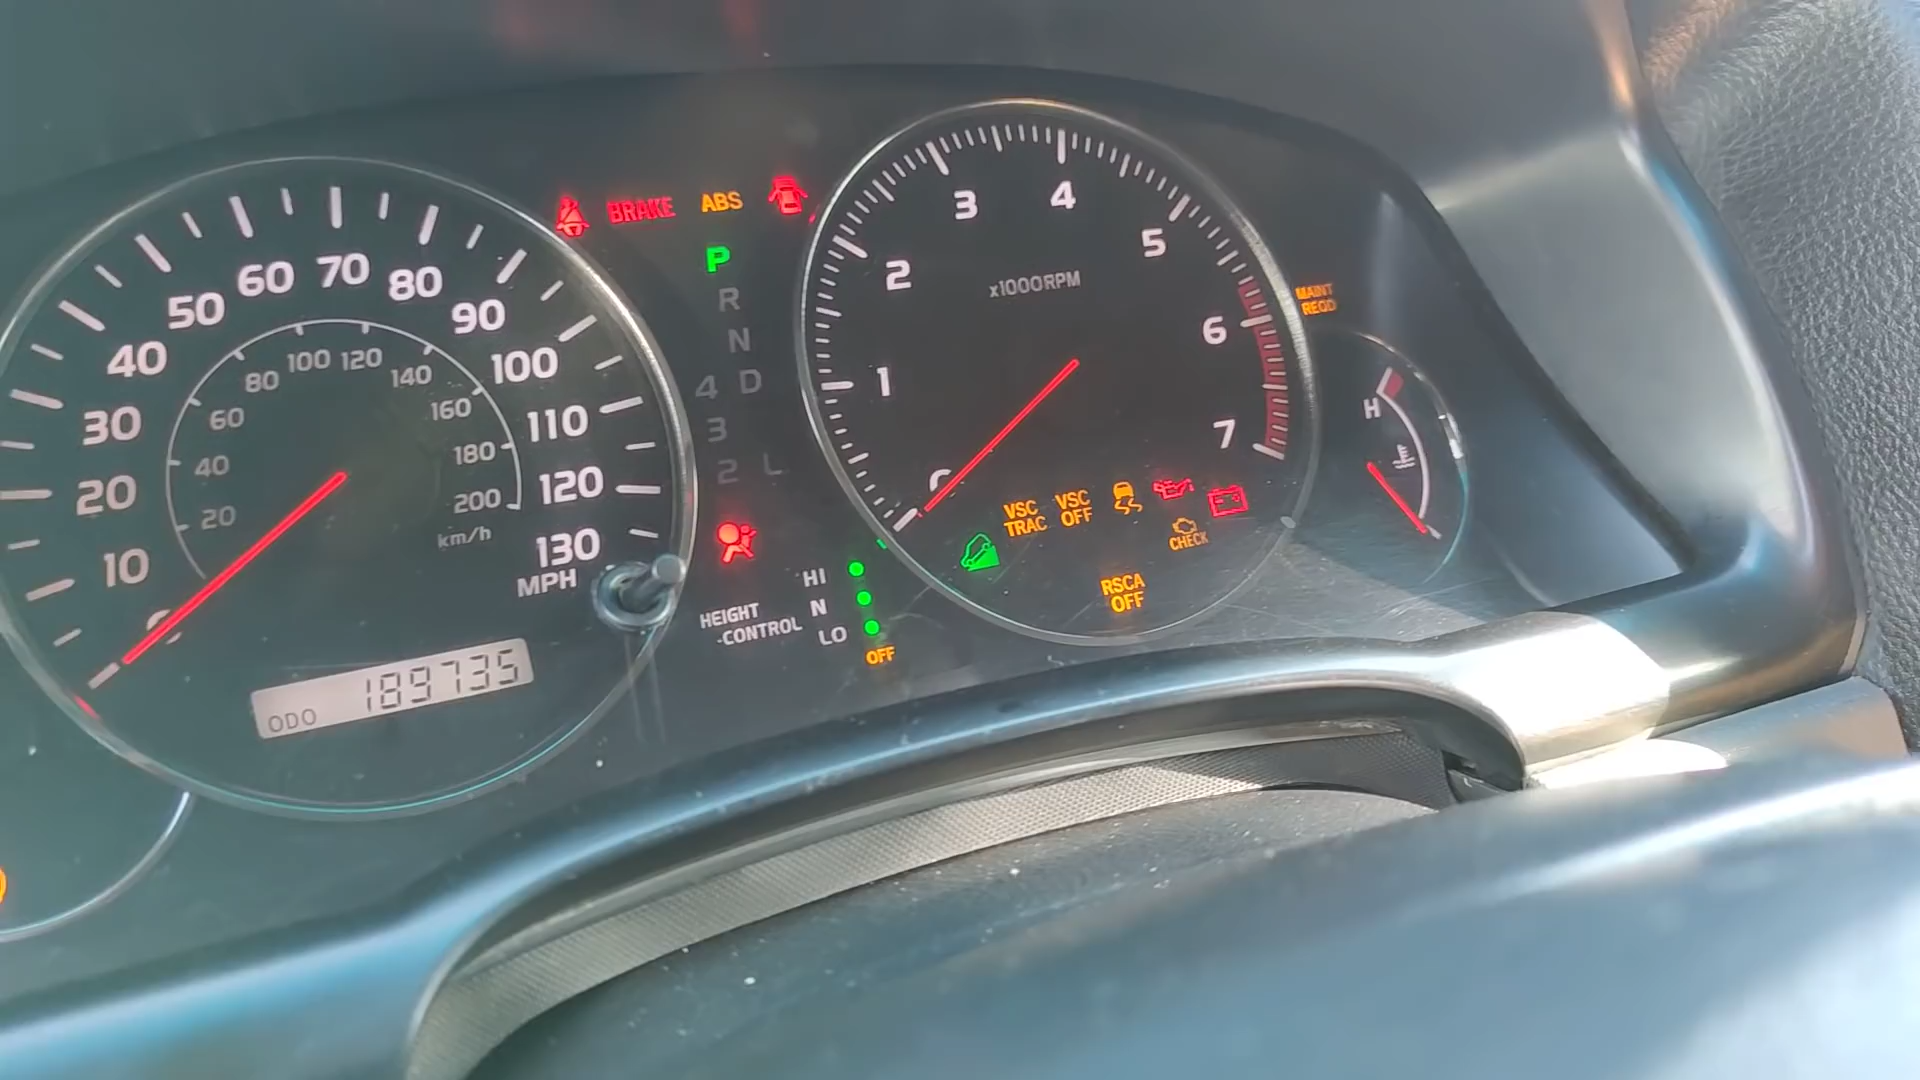 BRAKE ABS
P
R
N
4 D
3
2 L
10
20
30
40
50
60
70
80
90
100
110
120
130
MPH
20
40
60
80
100
120
140
160
180
200
km/h
ODO 189735
HEIGHT
-CONTROL
HI
N
LO
OFF
1
2
3
4
5
6
7
x1000RPM
VSC
TRAC
VSC
OFF
CHECK
RSCA
OFF
MAINT
REQD
H